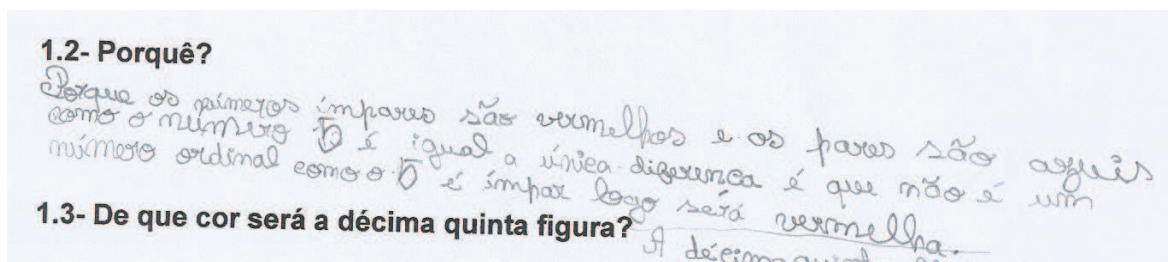 1.2- Porquê?
Porque os números ímpares são vermelhos e os pares são azuis
como o número 5 é igual a única diferença é que não é um
número ordinal como o 5 é ímpar logo será vermelha.
1.3- De que cor será a décima quinta figura?
A décima